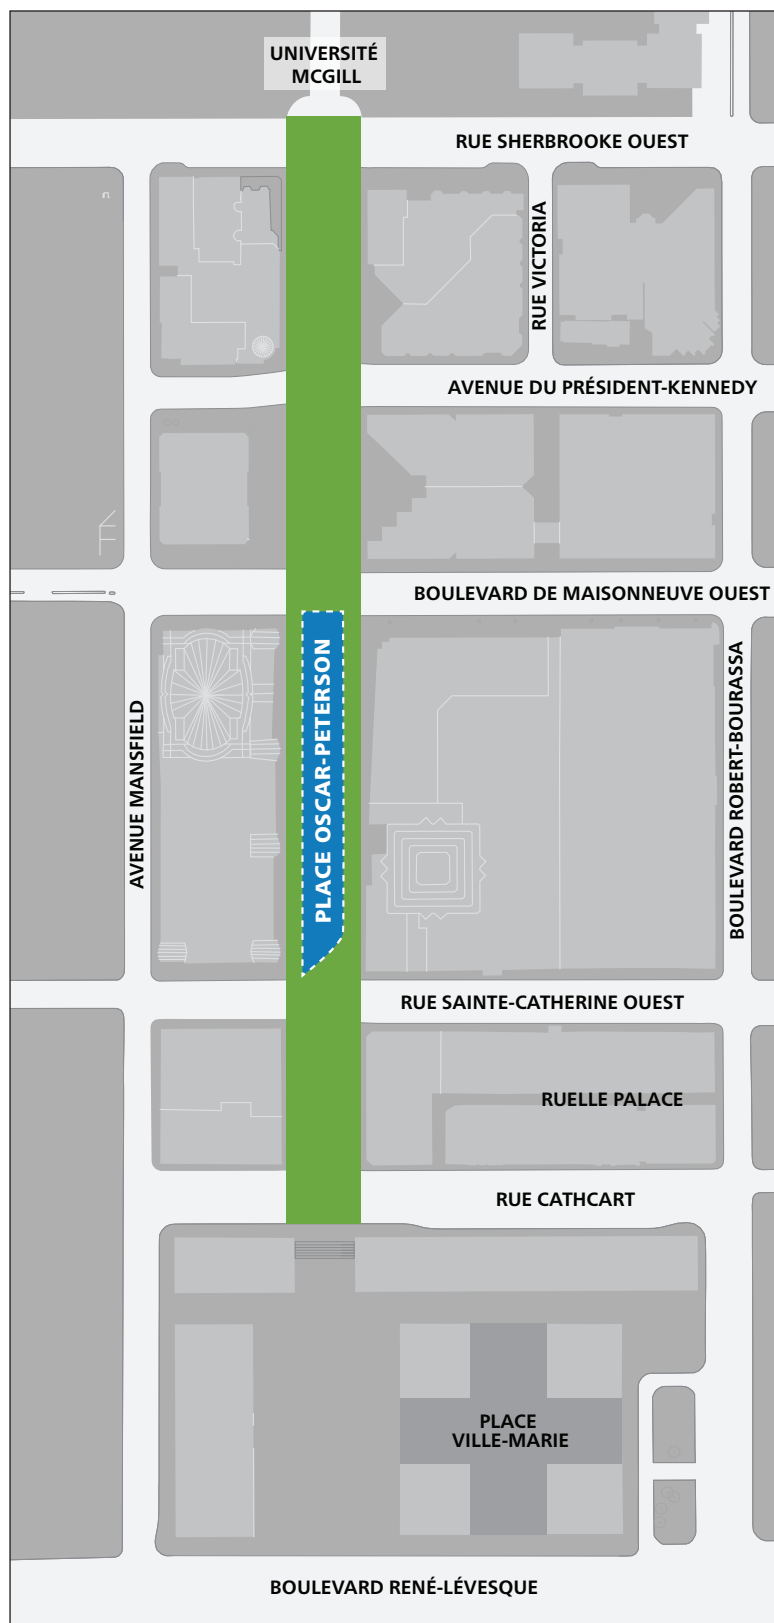 UNIVERSITÉ
MCGILL
RUE SHERBROOKE OUEST
RUE VICTORIA
AVENUE DU PRÉSIDENT-KENNEDY
BOULEVARD DE MAISONNEUVE OUEST
PLACE OSCAR-PETERSON
AVENUE MANSFIELD
BOULEVARD ROBERT-BOURASSA
RUE SAINTE-CATHERINE OUEST
RUELLE PALACE
RUE CATHCART
PLACE
VILLE-MARIE
BOULEVARD RENÉ-LÉVESQUE